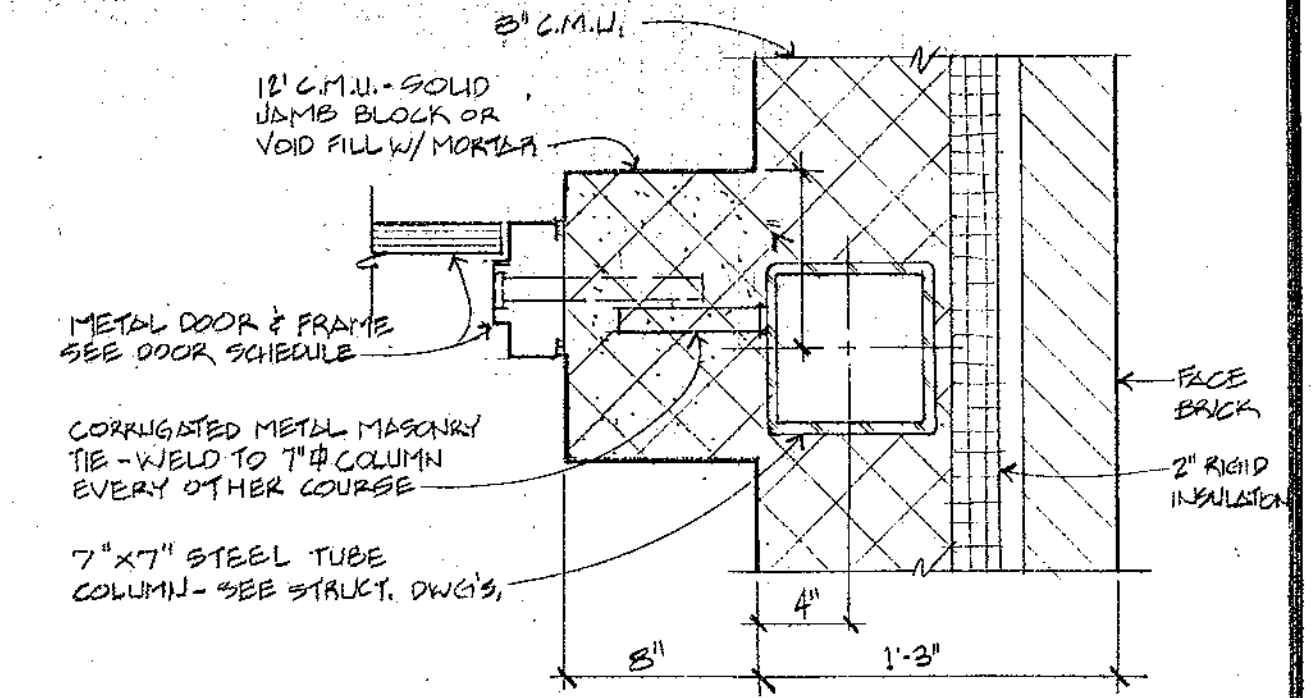 8" C.M.U.
12" C.M.U. - SOLID
JAMB BLOCK OR
VOID FILL W/ MORTAR
METAL DOOR & FRAME
SEE DOOR SCHEDULE
CORRUGATED METAL MASONRY
TIE - WELD TO 7" ⌀ COLUMN
EVERY OTHER COURSE
7" x 7" STEEL TUBE
COLUMN - SEE STRUCT. DWG'S,
FACE
BRICK
2" RIGID
INSULATION
4"
8"
1'-3"